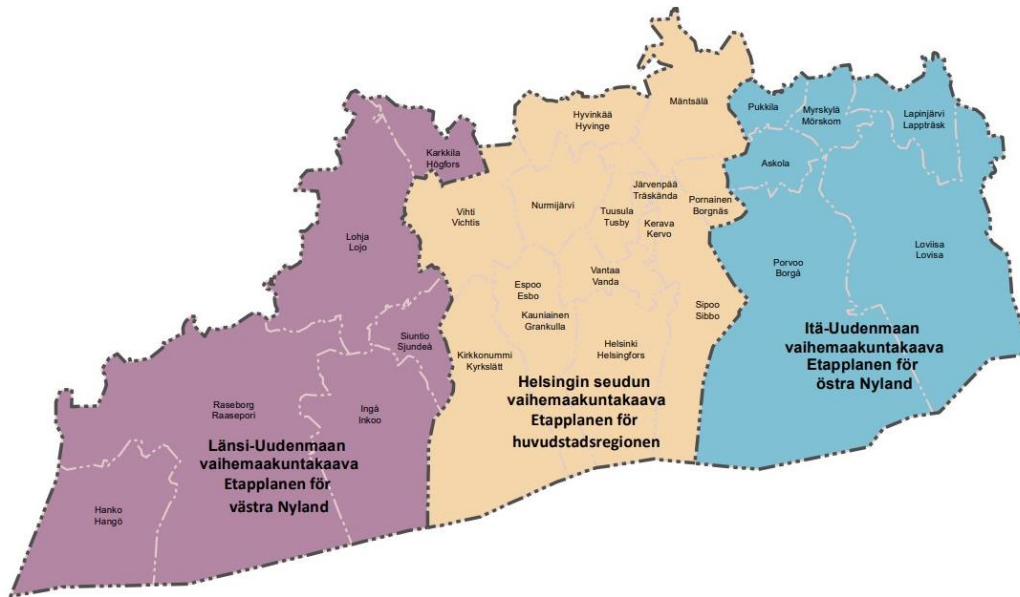 Mäntsälä
Hyvinkää
Hyvinge
Pukkila
Myrskylä
Mörskom
Lapinjärvi
Lappträsk
Karkkila
Högfors
Askola
Järvenpää
Träskända
Pornainen
Borgnäs
Vihti
Vichtis
Nurmijärvi
Tuusula
Tusby
Kerava
Kervo
Lohja
Lojo
Loviisa
Lovisa
Porvoo
Borgå
Vantaa
Vanda
Espoo
Esbo
Kauniainen
Grankulla
Sipoo
Sibbo
Siuntio
Sjundeå
Kirkkonummi
Kyrkslätt
Helsinki
Helsingfors
Itä-Uudenmaan
vaihemaakuntakaava
Etapplanen för
östra Nyland
Helsingin seudun
vaihemaakuntakaava
Etapplanen för
huvudstadsregionen
Raseborg
Raasepori
Ingå
Inkoo
Länsi-Uudenmaan
vaihemaakuntakaava
Etapplanen för
västra Nyland
Hanko
Hangö